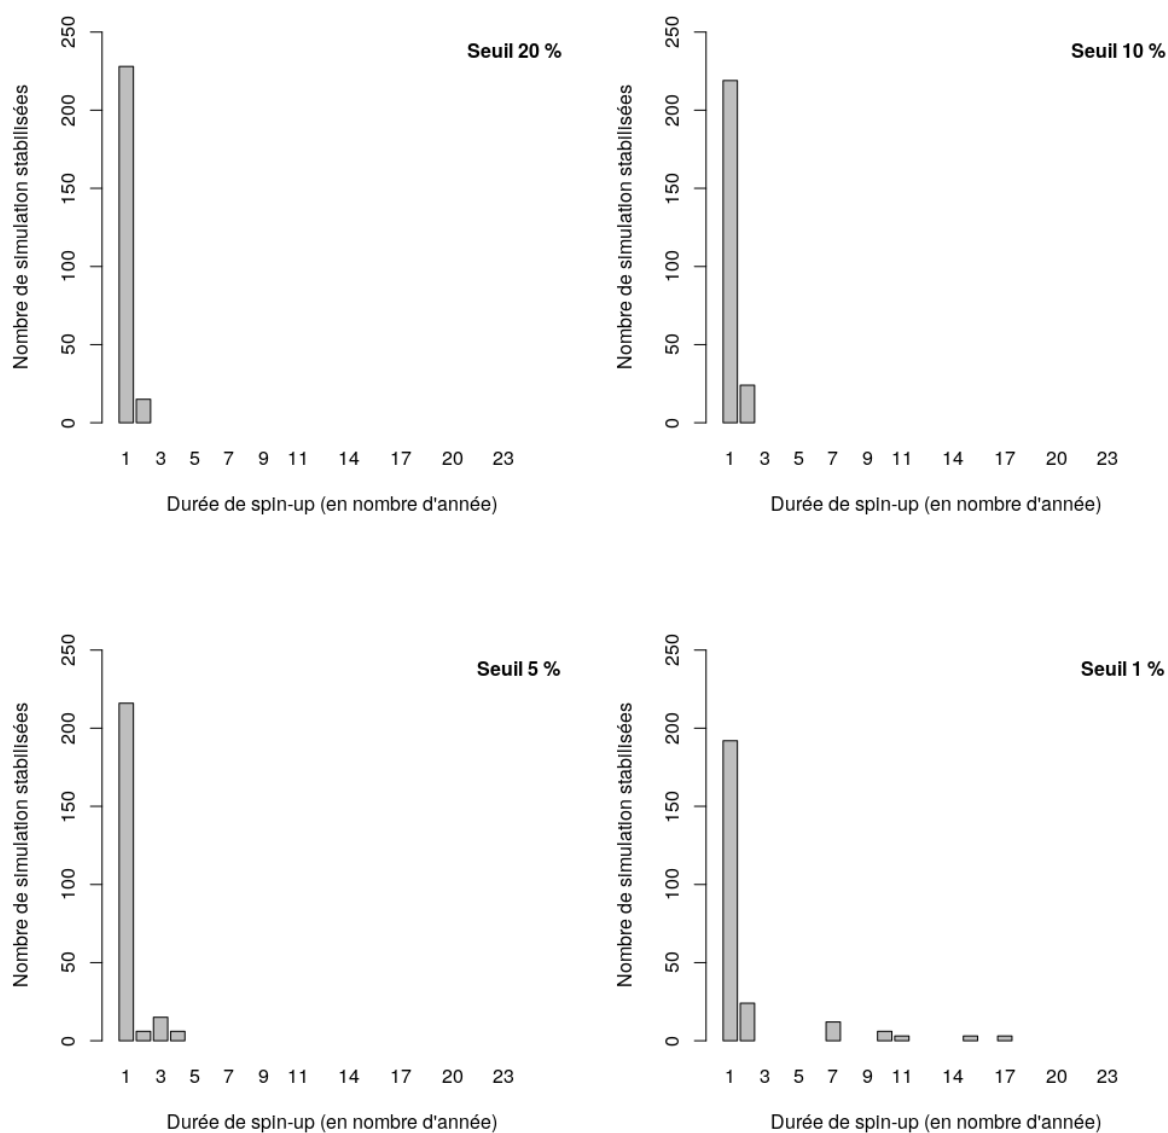 Seuil 20 %
Nombre de simulation stabilisées
250
200
150
100
50
0
1 3 5 7 9 11 14 17 20 23
Durée de spin-up (en nombre d'année)
Seuil 10 %
Nombre de simulation stabilisées
250
200
150
100
50
0
1 3 5 7 9 11 14 17 20 23
Durée de spin-up (en nombre d'année)
Seuil 5 %
Nombre de simulation stabilisées
250
200
150
100
50
0
1 3 5 7 9 11 14 17 20 23
Durée de spin-up (en nombre d'année)
Seuil 1 %
Nombre de simulation stabilisées
250
200
150
100
50
0
1 3 5 7 9 11 14 17 20 23
Durée de spin-up (en nombre d'année)